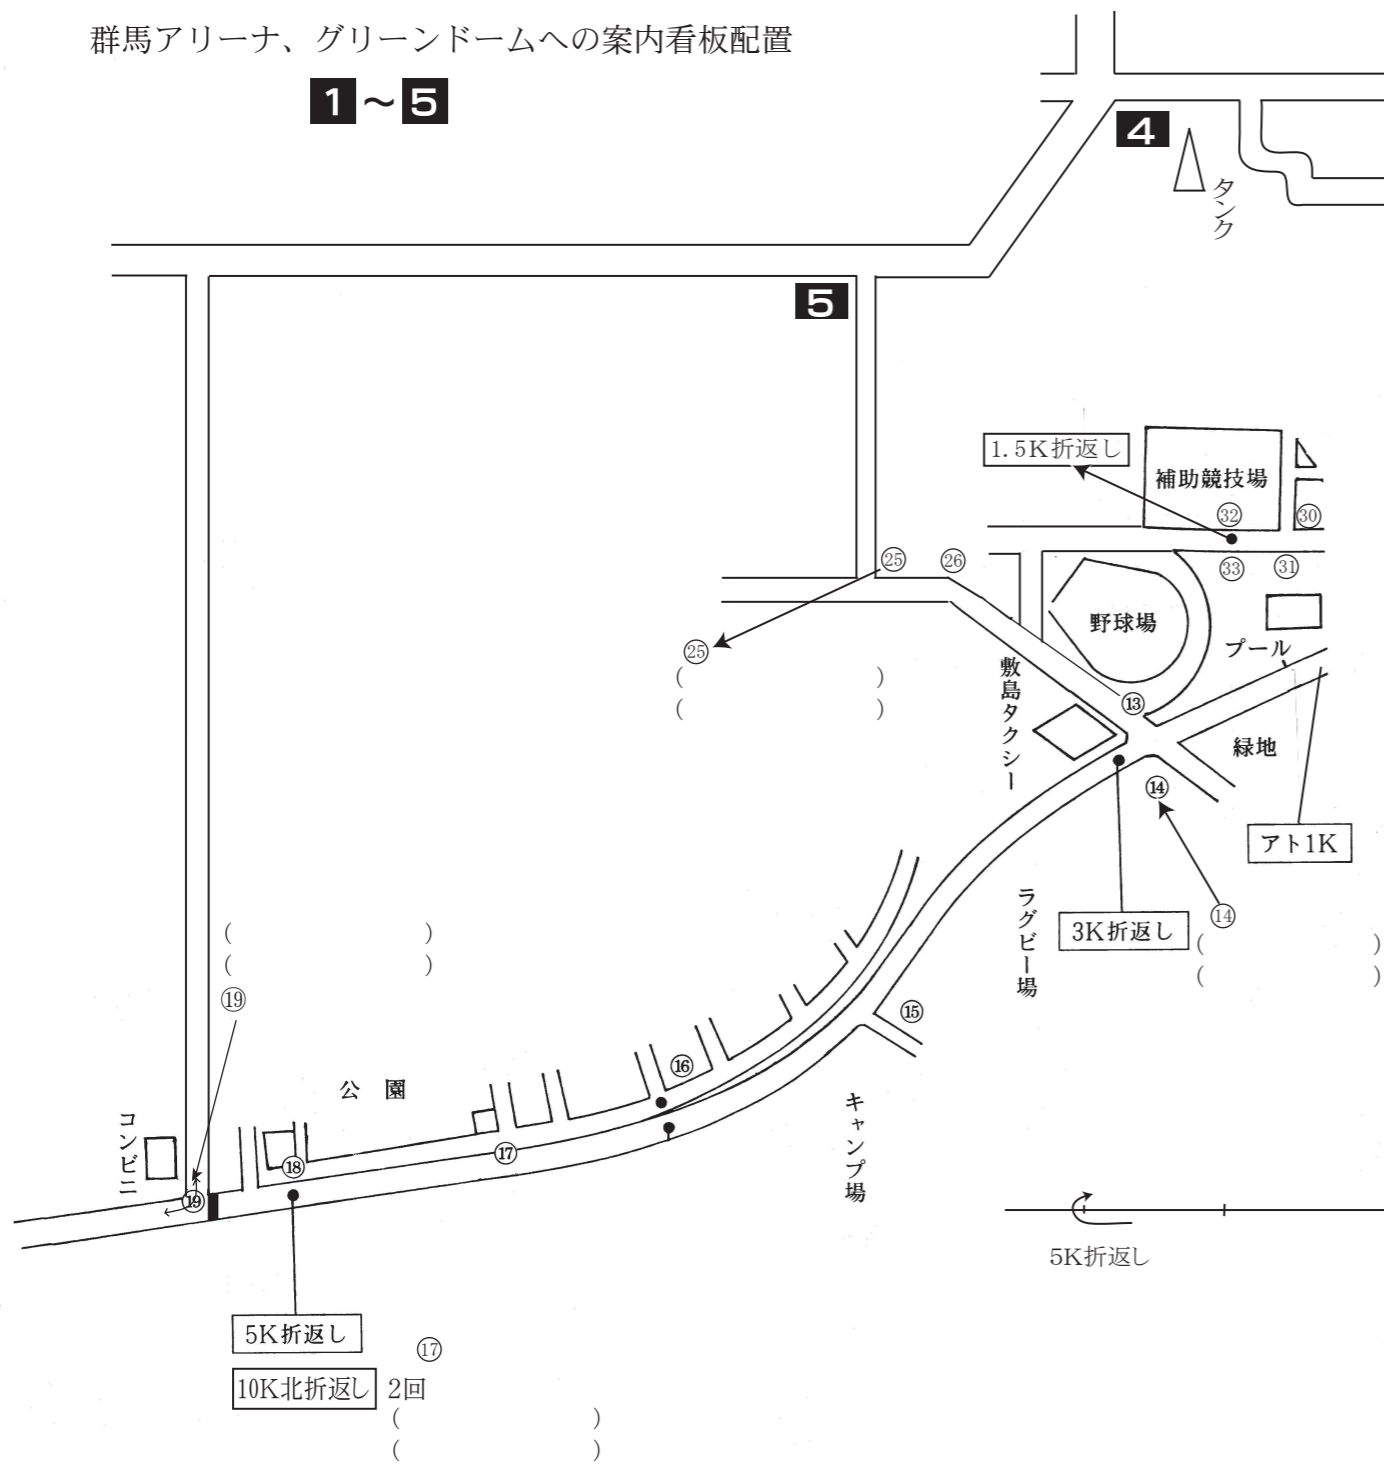 群馬アリーナ、グリーンドームへの案内看板配置
1～5
4
タンク
5
1.5K折返し
補助競技場
㉜
㉚
㉕
㉖
㉝
㉛
野球場
プール
㉕
(　　　　　)
(　　　　　)
敷島タクシー
⑬
緑地
⑭
アト1K
ラグビー場
3K折返し
⑭
(　　　　　)
(　　　　　)
(　　　　　)
(　　　　　)
⑲
⑮
⑯
公　園
コンビニ
キャンプ場
⑰
⑱
⑲
5K折返し
5K折返し
⑰
10K北折返し 2回
(　　　　　)
(　　　　　)